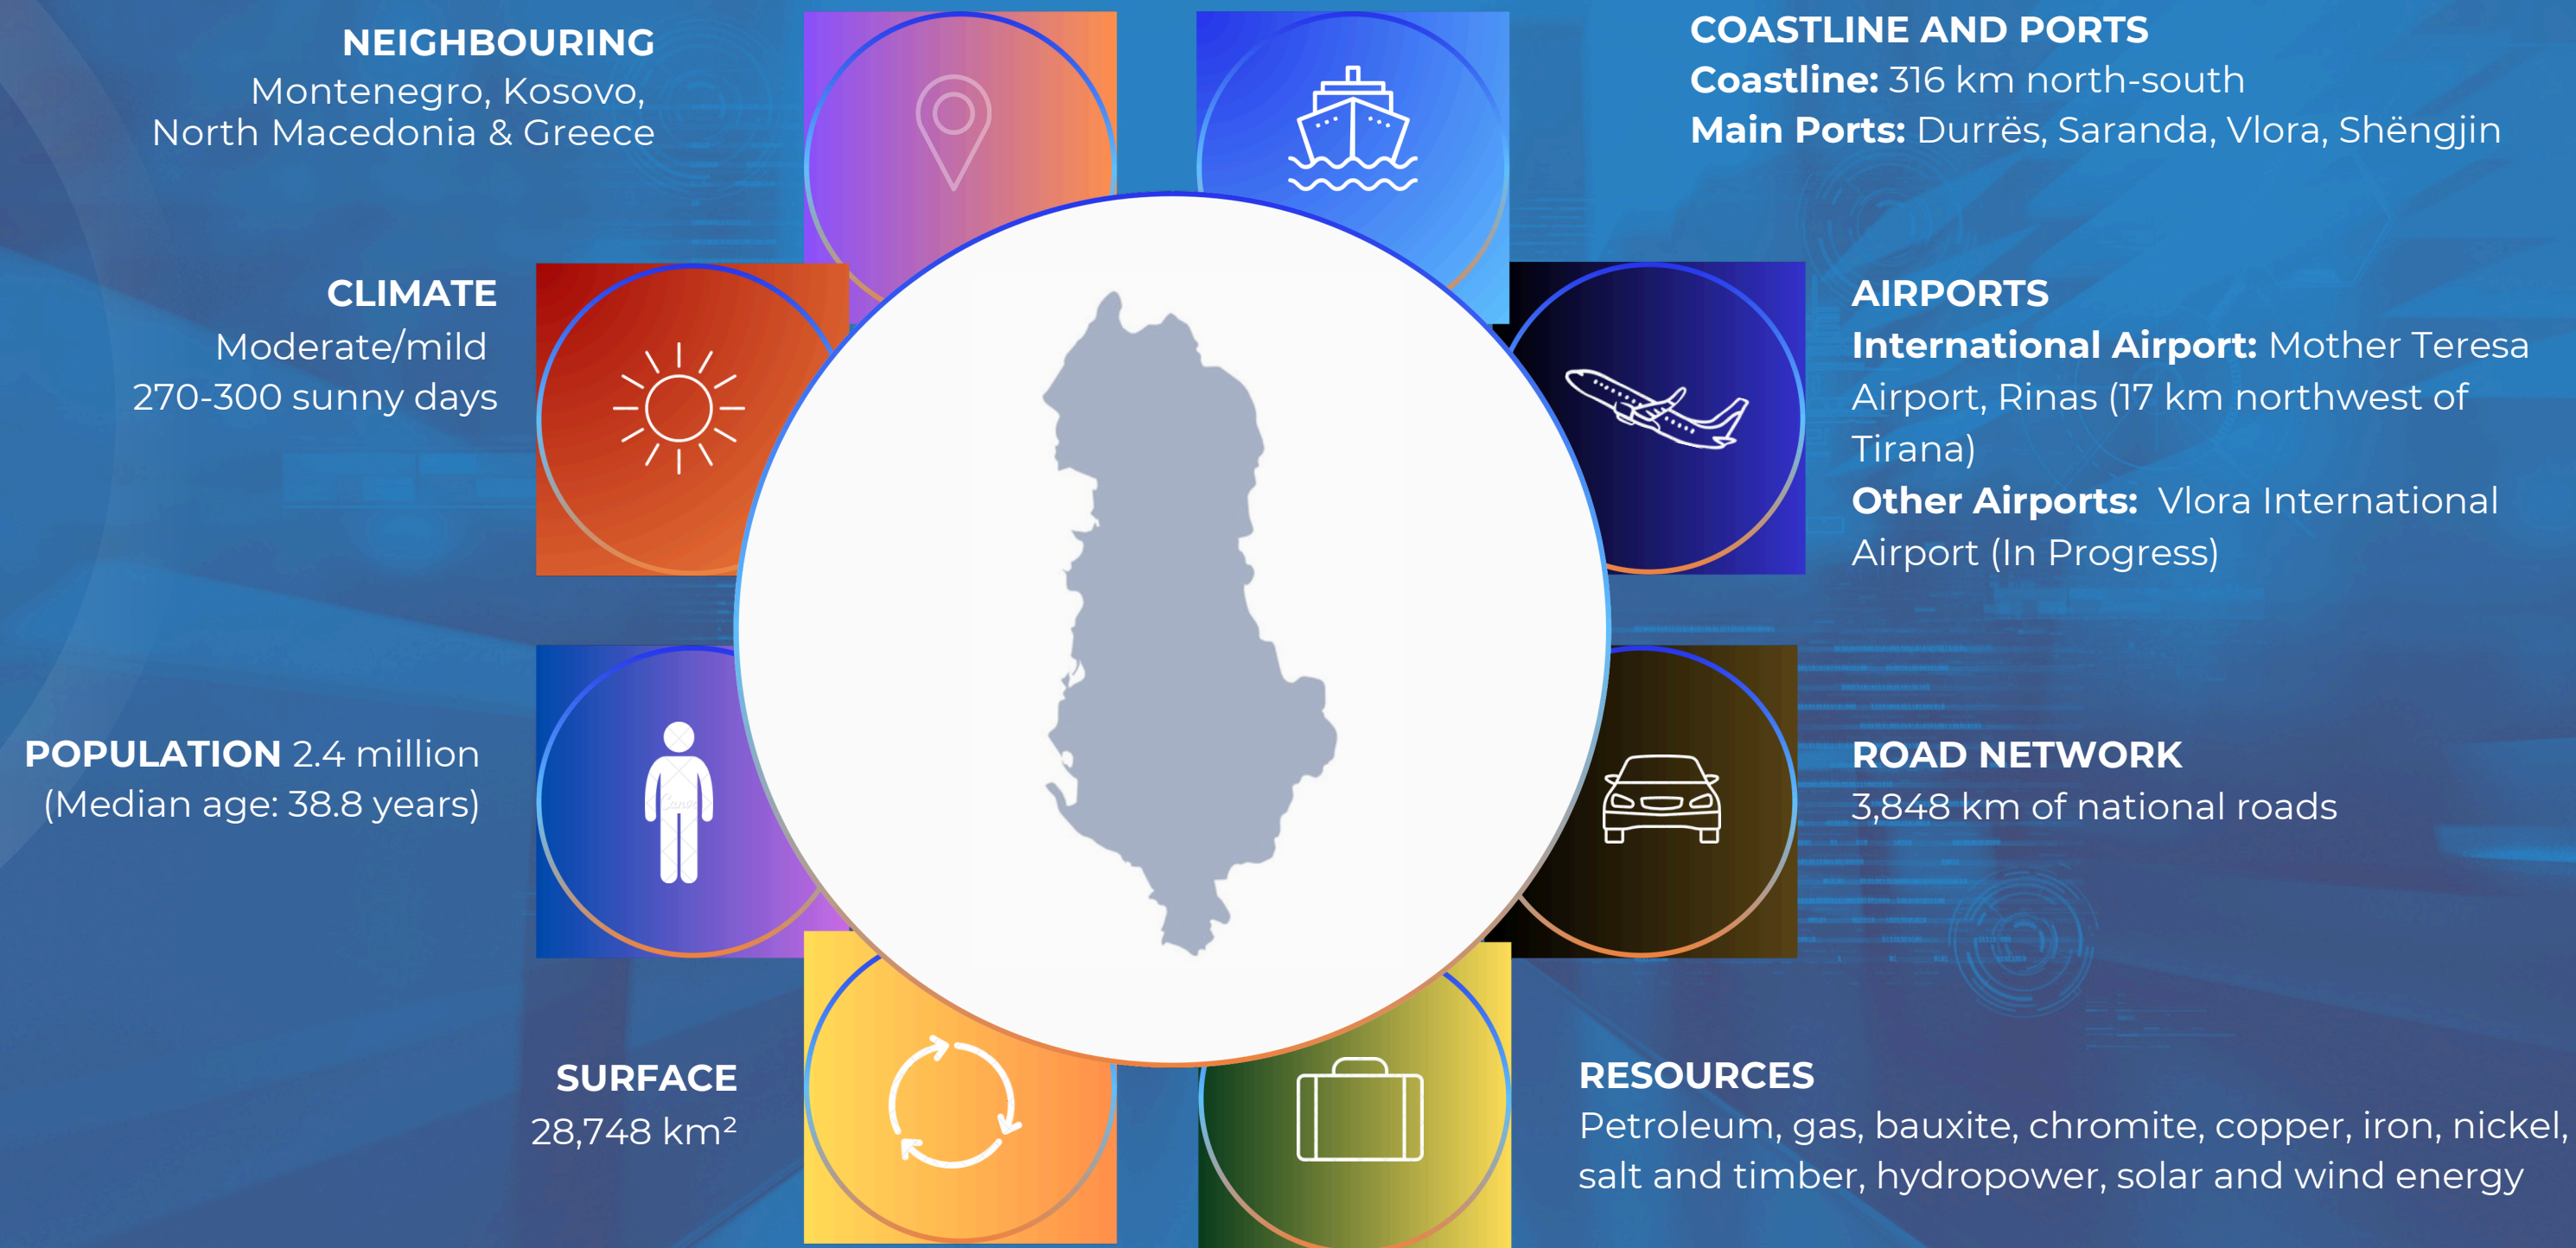 NEIGHBOURING
Montenegro, Kosovo,
North Macedonia & Greece
COASTLINE AND PORTS
Coastline: 316 km north-south
Main Ports: Durrës, Saranda, Vlora, Shëngjin
CLIMATE
Moderate/mild
270-300 sunny days
AIRPORTS
International Airport: Mother Teresa
Airport, Rinas (17 km northwest of
Tirana)
Other Airports: Vlora International
Airport (In Progress)
POPULATION 2.4 million
(Median age: 38.8 years)
Canva
ROAD NETWORK
3,848 km of national roads
SURFACE
28,748 km²
RESOURCES
Petroleum, gas, bauxite, chromite, copper, iron, nickel,
salt and timber, hydropower, solar and wind energy